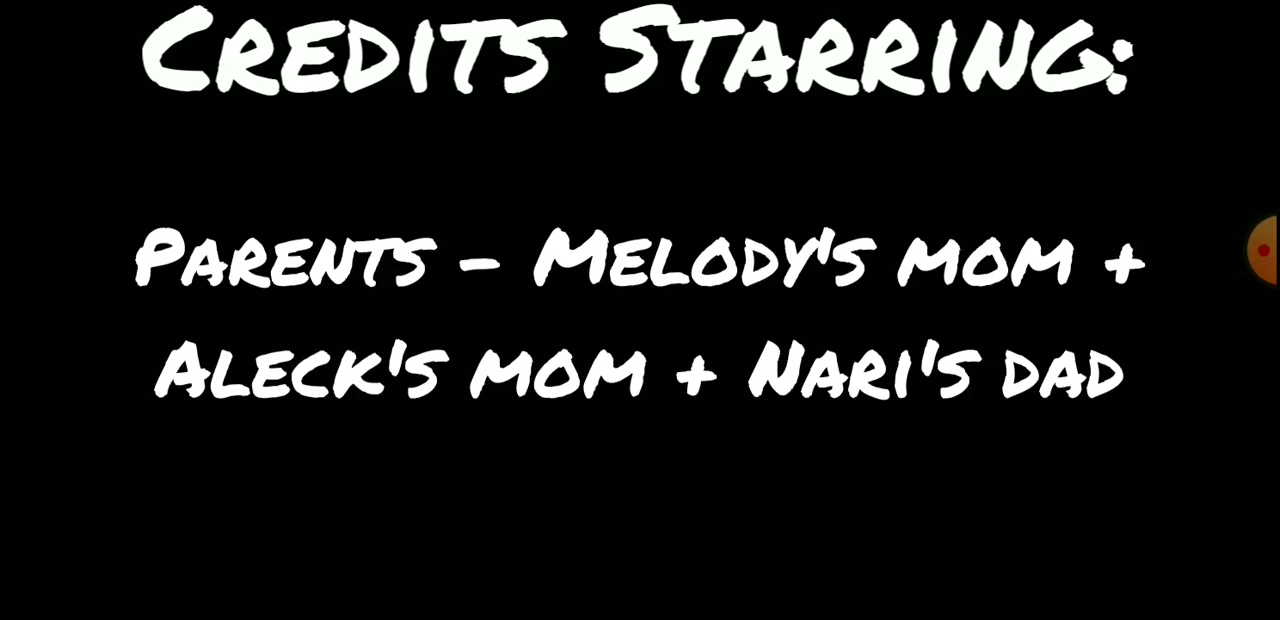 Credits Starring:
Parents - Melody's mom +
Aleck's mom + Nari's dad